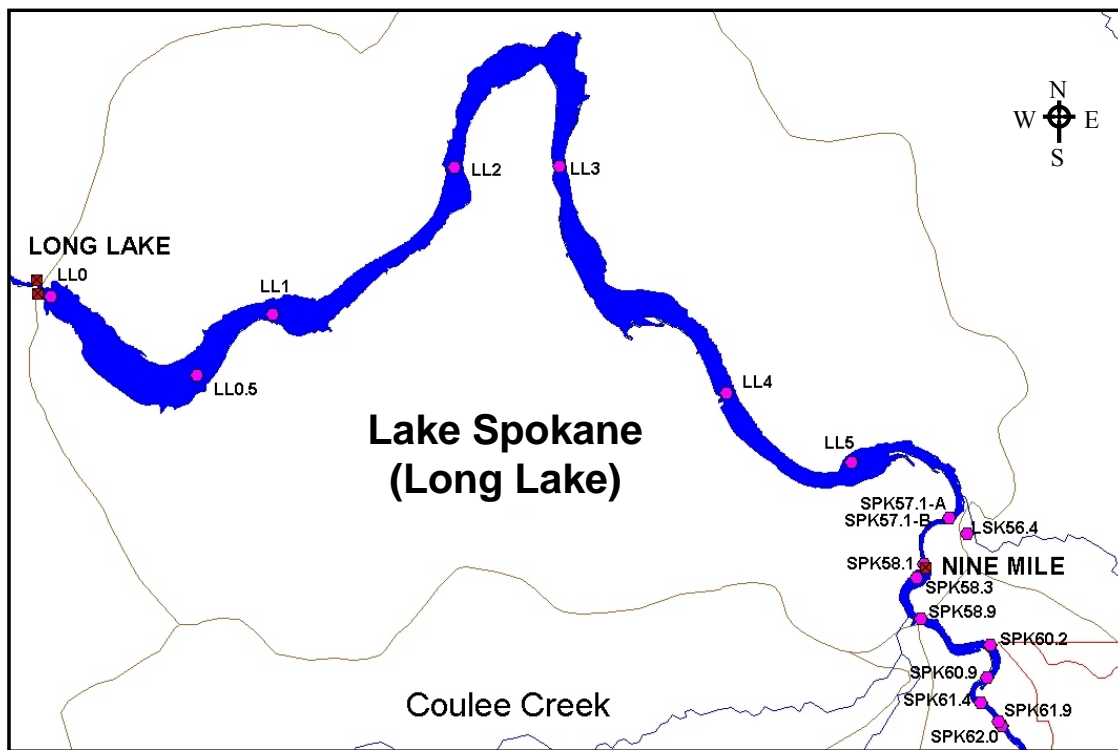 N
W E
S
LL2
LL3
LONG LAKE
LL0
LL1
LL0.5
LL4
Lake Spokane
(Long Lake)
LL5
SPK57.1-A
SPK57.1-B
LSK56.4
SPK58.1
NINE MILE
SPK58.3
SPK58.9
SPK60.2
SPK60.9
SPK61.4
SPK61.9
SPK62.0
Coulee Creek